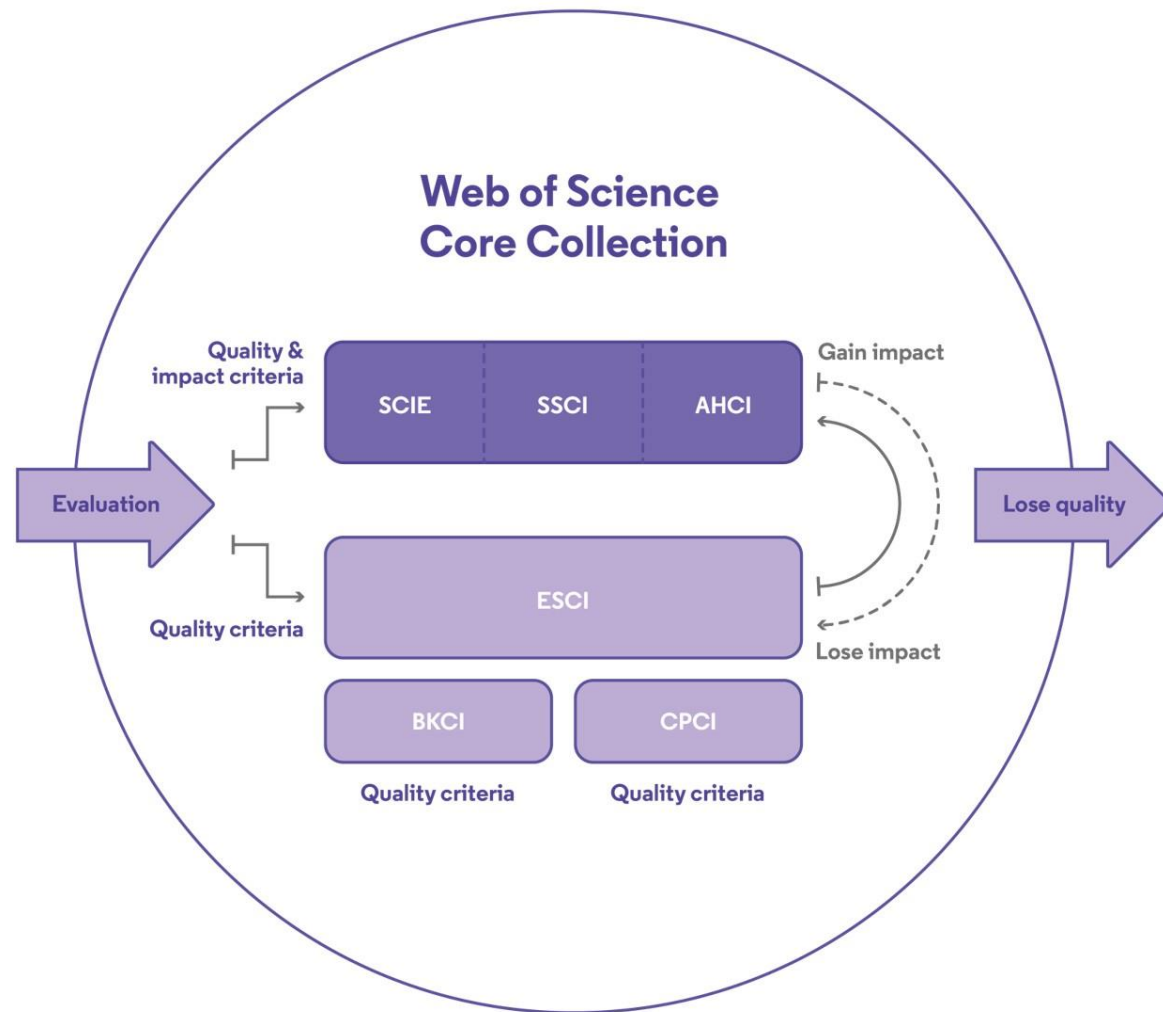 Web of Science
Core Collection
Quality &
impact criteria
SCIE
SSCI
AHCI
Gain impact
Evaluation
Lose quality
ESCI
Quality criteria
Lose impact
BKCI
CPCI
Quality criteria
Quality criteria